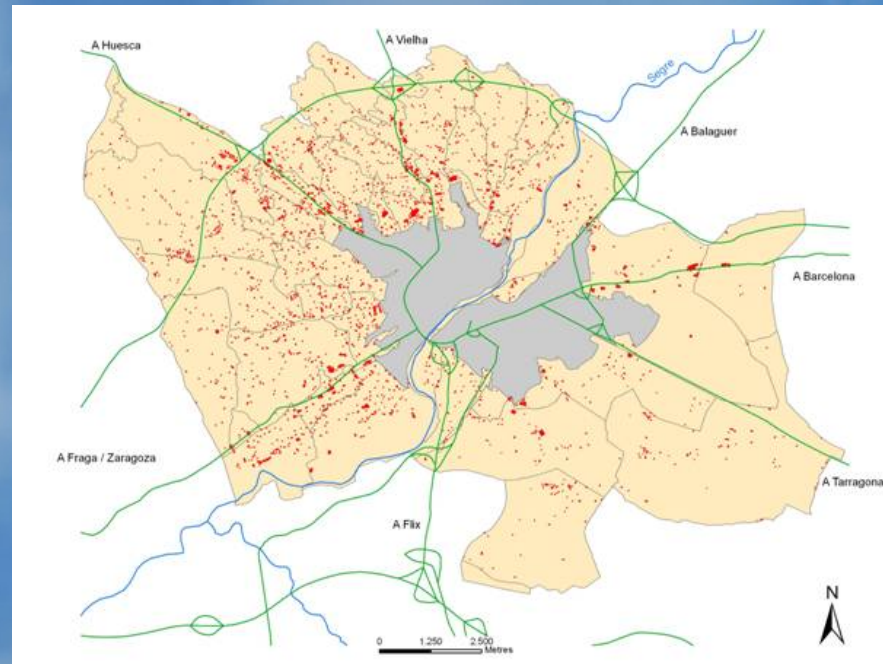 A Huesca
A Vielha
Segre
A Balaguer
A Barcelona
A Fraga / Zaragoza
A Tarragona
A Flix
N
0 1.250 2.500
Metres